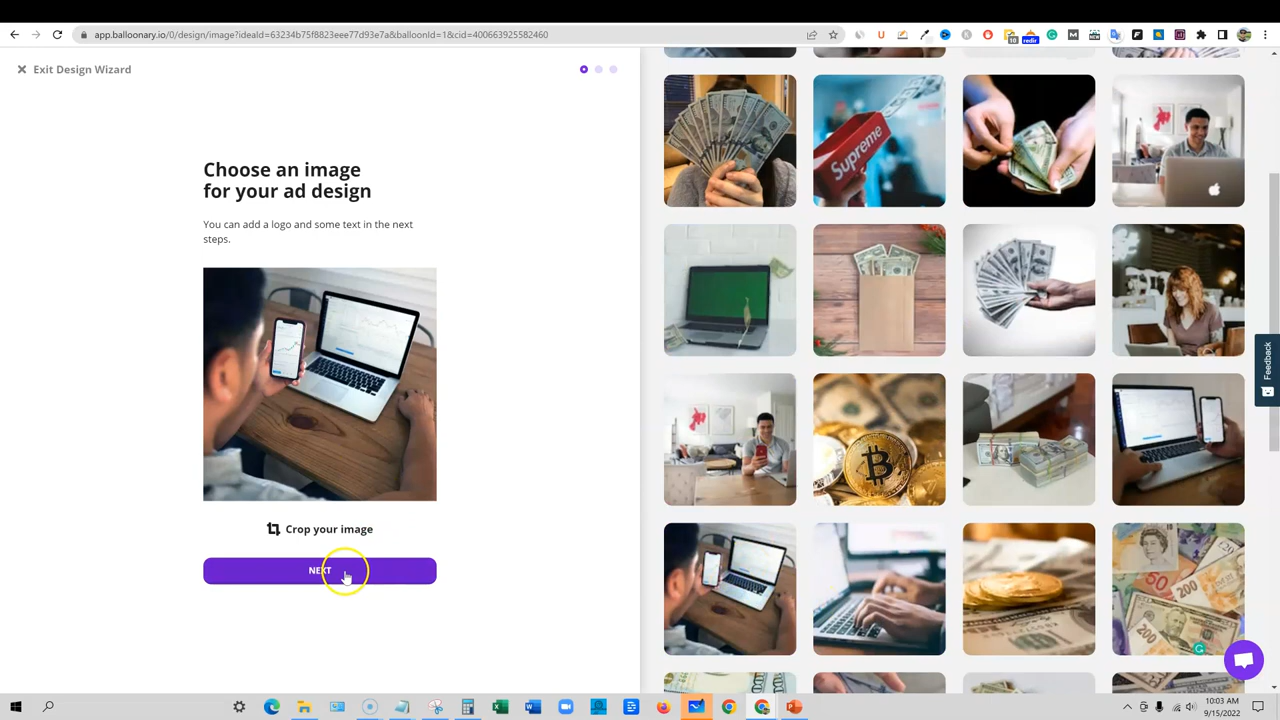 app.balloonary.io/0/design/image?ideaId=63234b75f8823eee77d93e7a&balloonId=1&cid=400663925582460
10
redir
Exit Design Wizard
Choose an image
for your ad design
You can add a logo and some text in the next
steps.
Crop your image
NEXT
Supreme
Feedback
10:03 AM
9/15/2022